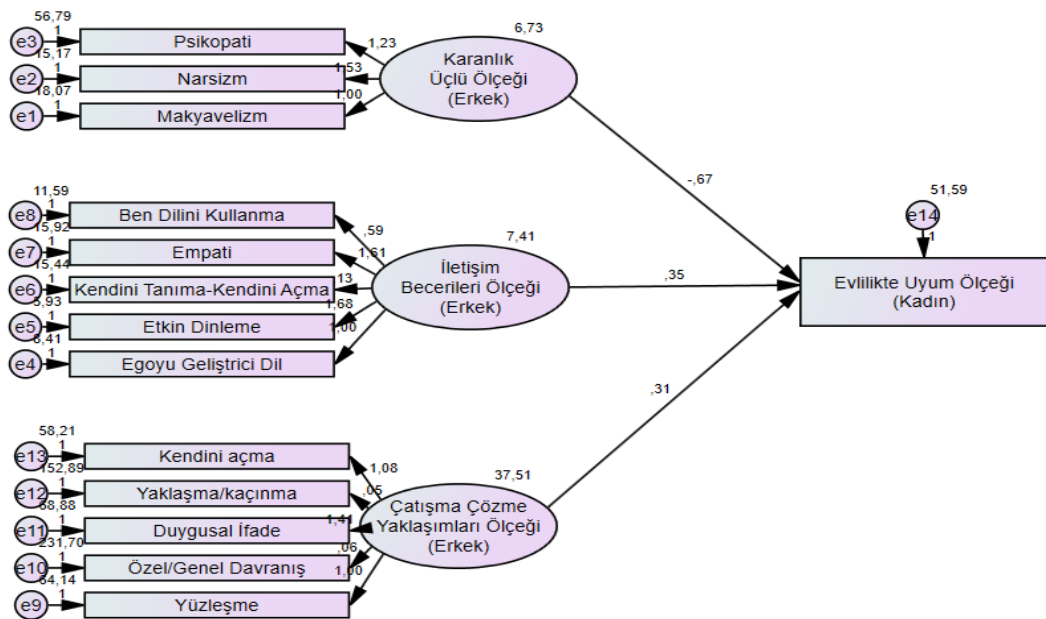 56,79
e3
1
Psikopati
1,23
15,17
e2
1
Narsizm
1,53
18,07
e1
1
Makyavelizm
1,00
6,73
Karanlık
Üçlü Ölçeği
(Erkek)
-,67
11,59
e8
1
Ben Dilini Kullanma
,59
15,92
e7
1
Empati
1,61
15,44
e6
1
Kendini Tanıma-Kendini Açma
13
5,93
e5
1
Etkin Dinleme
1,68
8,41
e4
1
Egoyu Geliştirici Dil
1,00
7,41
İletişim
Becerileri Ölçeği
(Erkek)
,35
51,59
e14
1
Evlilikte Uyum Ölçeği
(Kadın)
58,21
e13
1
Kendini açma
1,08
152,89
e12
1
Yaklaşma/kaçınma
,05
68,88
e11
1
Duygusal İfade
1,41
231,70
e10
1
Özel/Genel Davranış
,06
e9
1
Yüzleşme
1,00
37,51
Çatışma Çözme
Yaklaşımları Ölçeği
(Erkek)
,31